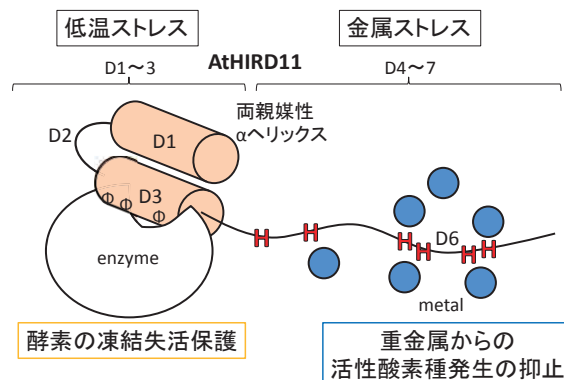 低温ストレス
金属ストレス
D1～3
AtHIRD11
D4～7
両親媒性
αヘリックス
D2
D1
D3
Φ
Φ
Φ
enzyme
H
H
H
H
D6
H
H
metal
酵素の凍結失活保護
重金属からの
活性酸素種発生の抑止